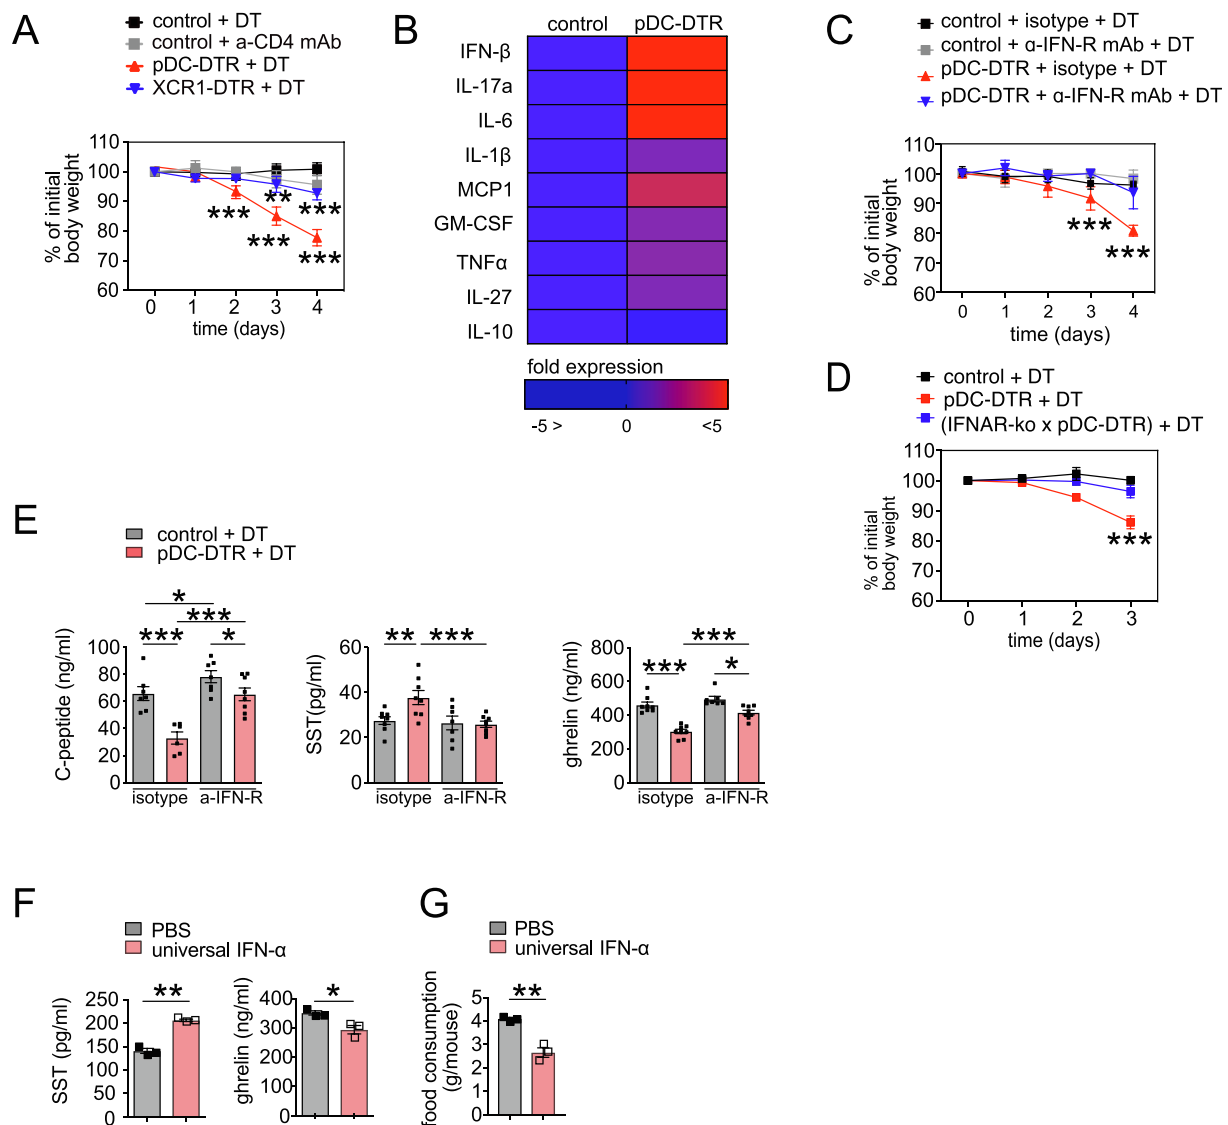 A
control + DT
control + a-CD4 mAb
pDC-DTR + DT
XCR1-DTR + DT
% of initial
body weight
110
100
90
80
70
60
***
**
***
***
***
0 1 2 3 4
time (days)
B
control pDC-DTR
IFN-β
IL-17a
IL-6
IL-1β
MCP1
GM-CSF
TNFα
IL-27
IL-10
fold expression
-5 > 0 <5
C
control + isotype + DT
control + α-IFN-R mAb + DT
pDC-DTR + isotype + DT
pDC-DTR + α-IFN-R mAb + DT
% of initial
body weight
110
100
90
80
70
60
***
***
0 1 2 3 4
time (days)
D
control + DT
pDC-DTR + DT
(IFNAR-ko x pDC-DTR) + DT
% of initial
body weight
110
100
90
80
70
60
***
0 1 2 3
time (days)
E
control + DT
pDC-DTR + DT
C-peptide (ng/ml)
100
80
60
40
20
0
*
***
*** *
isotype a-IFN-R
SST(pg/ml)
60
40
20
0
** ***
isotype a-IFN-R
ghrelin (ng/ml)
800
600
400
200
0
***
*** *
isotype a-IFN-R
F
PBS
universal IFN-α
SST (pg/ml)
250
200
150
100
50
0
**
ghrelin (ng/ml)
400
300
200
100
0
*
G
PBS
universal IFN-α
food consumption
(g/mouse)
5
4
3
2
1
0
**